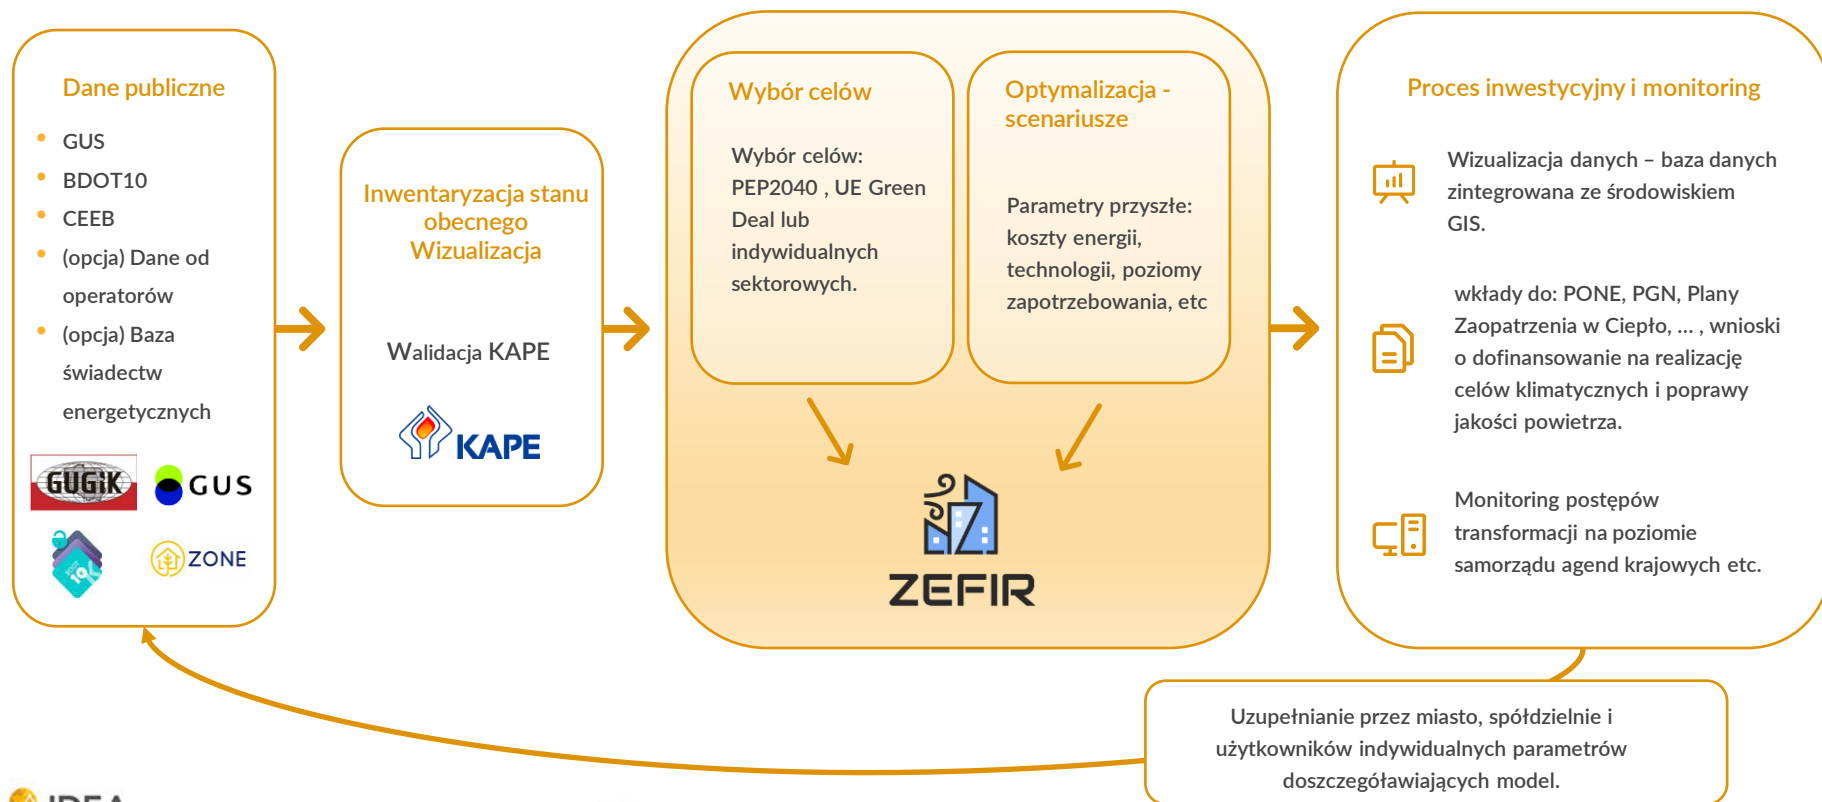 Dane publiczne
• GUS
• BDOT10
• CEEB
• (opcja) Dane od
operatorów
• (opcja) Baza
świadectw
energetycznych
GUGiK
GUS
BDOT
10K
ZONE
Inwentaryzacja stanu
obecnego
Wizualizacja
Walidacja KAPE
KAPE
Wybór celów
Wybór celów:
PEP2040 , UE Green
Deal lub
indywidualnych
sektorowych.
Optymalizacja -
scenariusze
Parametry przyszłe:
koszty energii,
technologii, poziomy
zapotrzebowania, etc
ZEFIR
Proces inwestycyjny i monitoring
Wizualizacja danych – baza danych
zintegrowana ze środowiskiem
GIS.
wkłady do: PONE, PGN, Plany
Zaopatrzenia w Ciepło, ... , wnioski
o dofinansowanie na realizację
celów klimatycznych i poprawy
jakości powietrza.
Monitoring postępów
transformacji na poziomie
samorządu agend krajowych etc.
Uzupełnianie przez miasto, spółdzielnie i
użytkowników indywidualnych parametrów
doszczegóławiających model.
IDEA